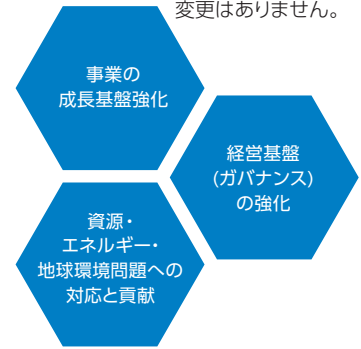 変更はありません。
事業の
成長基盤強化
経営基盤
(ガバナンス)
の強化
資源・
エネルギー・
地球環境問題への
対応と貢献